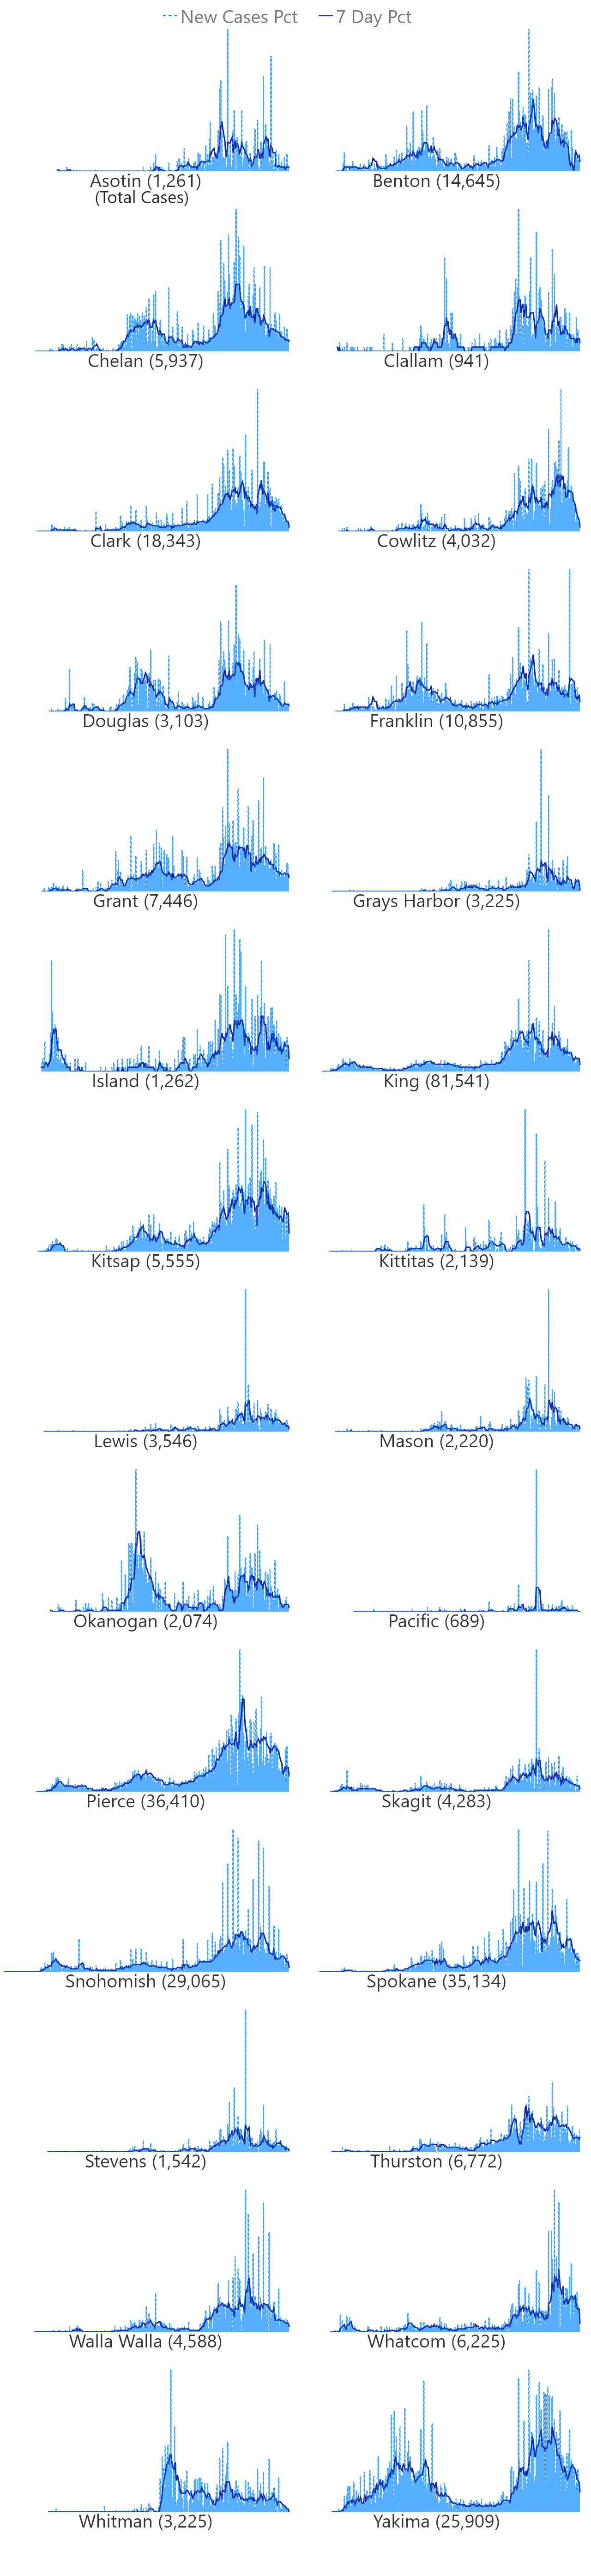 New Cases Pct 7 Day Pct
Asotin (1,261) Benton (14,645)
(Total Cases)
Chelan (5,937) Clallam (941)
Clark (18,343) Cowlitz (4,032)
Douglas (3,103) Franklin (10,855)
Grant (7,446) Grays Harbor (3,225)
Island (1,262) King (81,541)
Kitsap (5,555) Kittitas (2,139)
Lewis (3,546) Mason (2,220)
Okanogan (2,074) Pacific (689)
Pierce (36,410) Skagit (4,283)
Snohomish (29,065) Spokane (35,134)
Stevens (1,542) Thurston (6,772)
Walla Walla (4,588) Whatcom (6,225)
Whitman (3,225) Yakima (25,909)